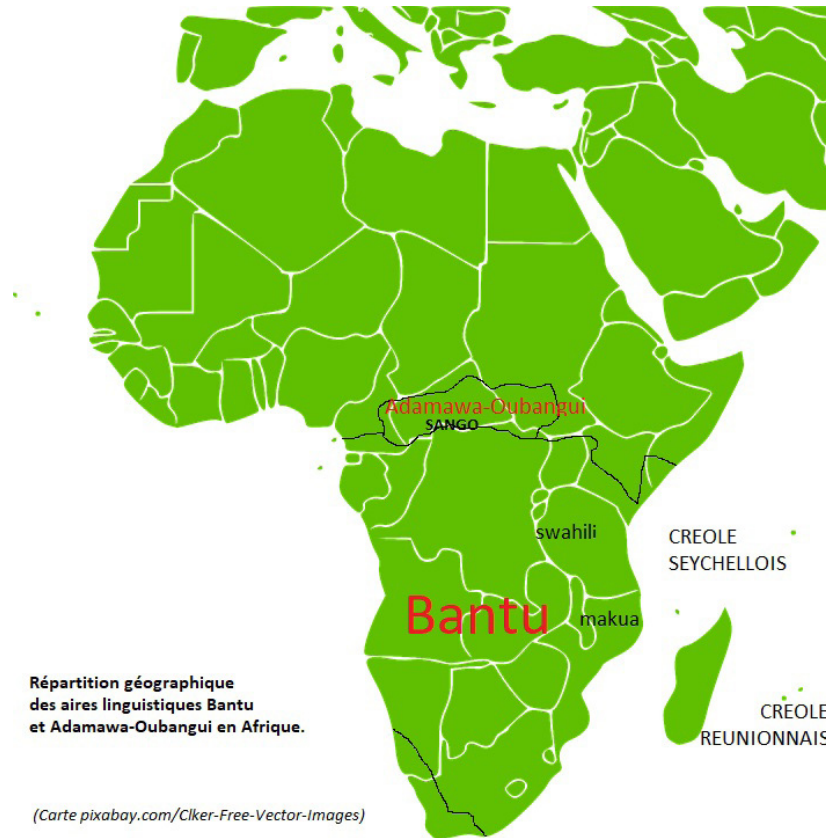 Adamawa-Oubangui
SANGO
swahili
CREOLE
SEYCHELLOIS
Bantu
makua
Répartition géographique
des aires linguistiques Bantu
et Adamawa-Oubangui en Afrique.
CREOLE
REUNIONNAIS
(Carte pixabay.com/Clker-Free-Vector-Images)